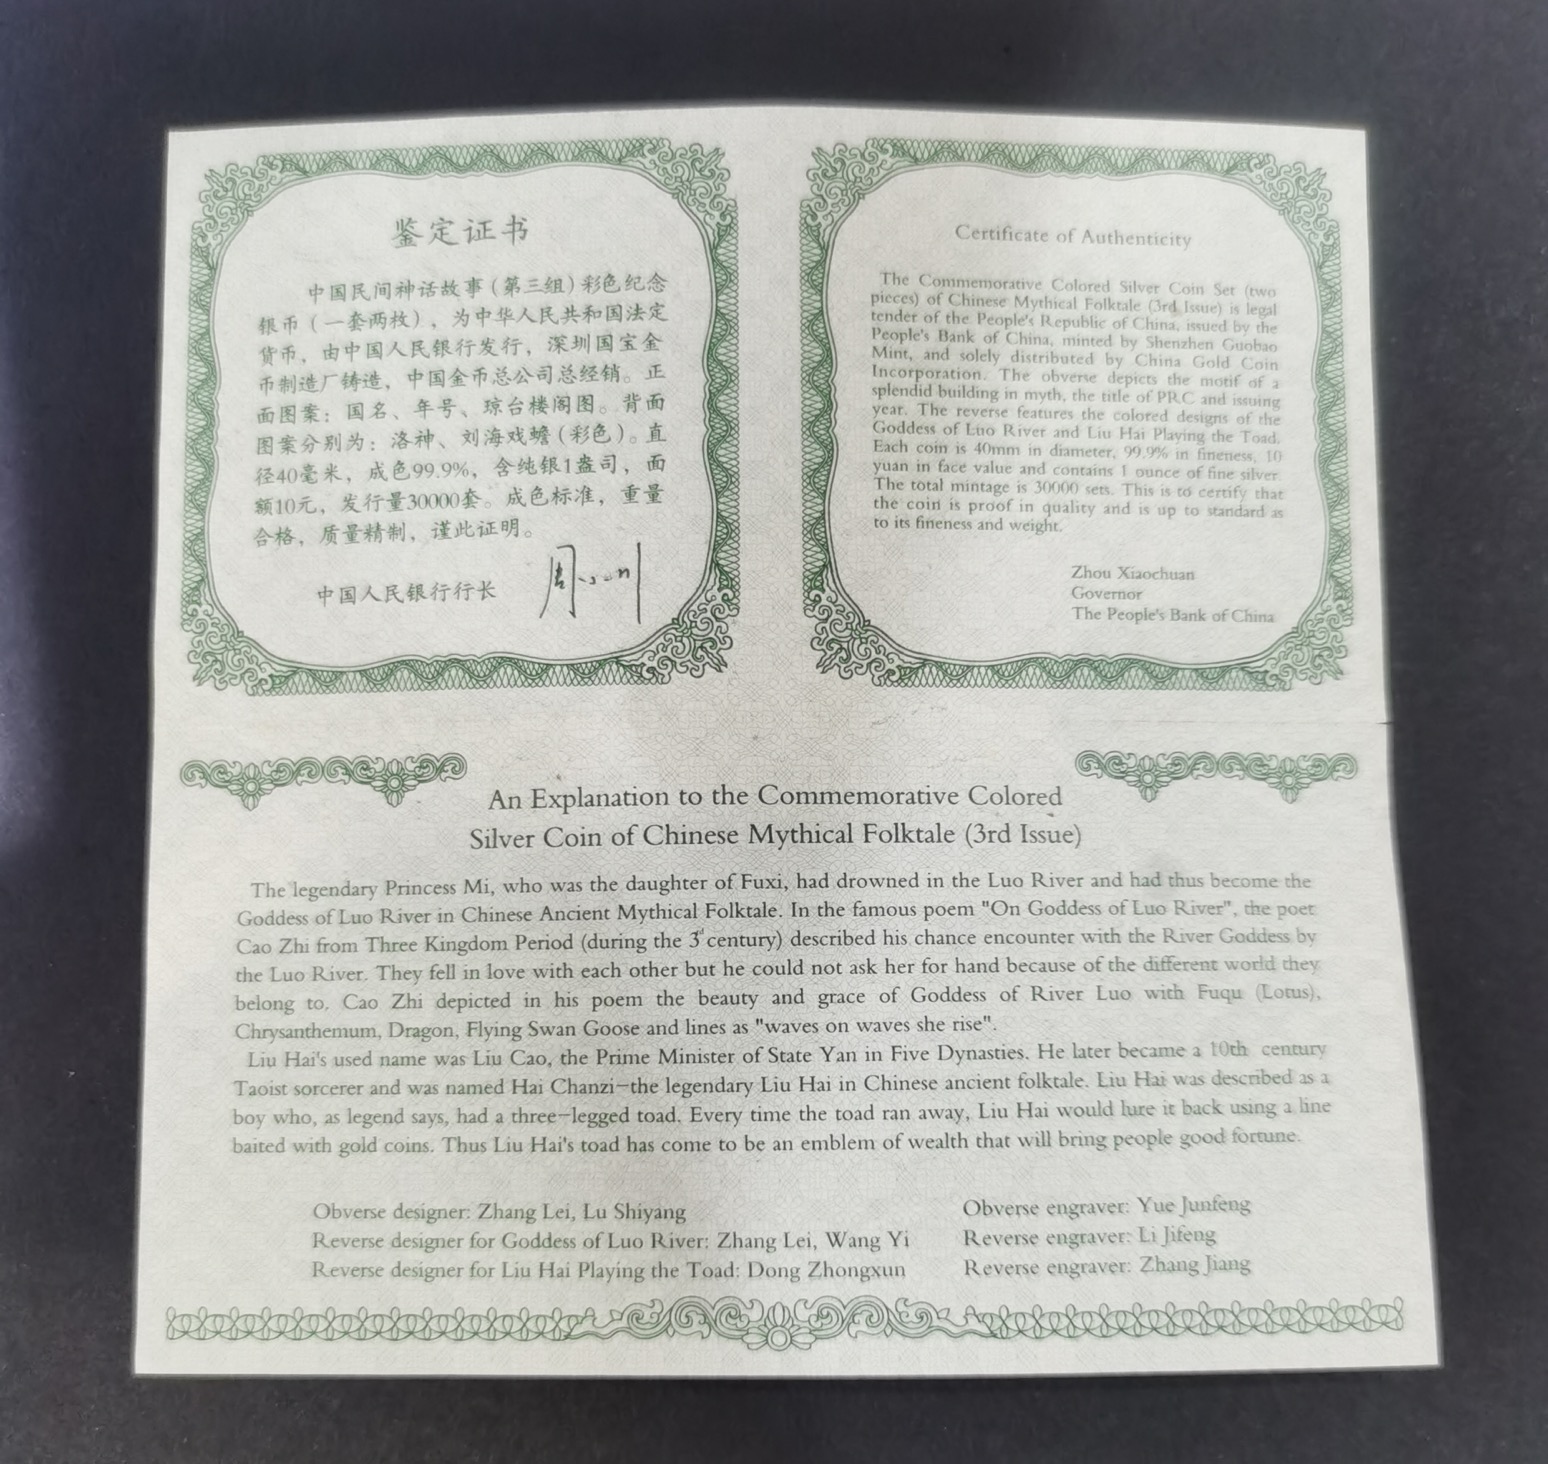 鉴定证书
中国民间神话故事（第三组）彩色纪念
银币（一套两枚），为中华人民共和国法定
货币，由中国人民银行发行，深圳国宝金
币制造厂铸造，中国金币总公司总经销。正
面图案：国名、年号、琼台楼阁图。背面
图案分别为：洛神、刘海戏蟾（彩色）。直
径40毫米，成色99.9%，含纯银1盎司，面
额10元，发行量30000套。成色标准，重量
合格，质量精制，谨此证明。
中国人民银行行长 周小川
Certificate of Authenticity
The Commemorative Colored Silver Coin Set (two
pieces) of Chinese Mythical Folktale (3rd Issue) is legal
tender of the People's Republic of China, issued by the
People's Bank of China, minted by Shenzhen Guobao
Mint, and solely distributed by China Gold Coin
Incorporation. The obverse depicts the motif of a
splendid building in myth, the title of PRC and issuing
year. The reverse features the colored designs of the
Goddess of Luo River and Liu Hai Playing the Toad.
Each coin is 40mm in diameter, 99.9% in fineness, 10
yuan in face value and contains 1 ounce of fine silver.
The total mintage is 30000 sets. This is to certify that
the coin is proof in quality and is up to standard as
to its fineness and weight.
Zhou Xiaochuan
Governor
The People's Bank of China
An Explanation to the Commemorative Colored
Silver Coin of Chinese Mythical Folktale (3rd Issue)
The legendary Princess Mi, who was the daughter of Fuxi, had drowned in the Luo River and had thus become the
Goddess of Luo River in Chinese Ancient Mythical Folktale. In the famous poem "On Goddess of Luo River", the poet
Cao Zhi from Three Kingdom Period (during the 3rd century) described his chance encounter with the River Goddess by
the Luo River. They fell in love with each other but he could not ask her for hand because of the different world they
belong to. Cao Zhi depicted in his poem the beauty and grace of Goddess of River Luo with Fuqu (Lotus),
Chrysanthemum, Dragon, Flying Swan Goose and lines as "waves on waves she rise".
Liu Hai's used name was Liu Cao, the Prime Minister of State Yan in Five Dynasties. He later became a 10th century
Taoist sorcerer and was named Hai Chanzi—the legendary Liu Hai in Chinese ancient folktale. Liu Hai was described as a
boy who, as legend says, had a three—legged toad. Every time the toad ran away, Liu Hai would lure it back using a line
baited with gold coins. Thus Liu Hai's toad has come to be an emblem of wealth that will bring people good fortune.
Obverse designer: Zhang Lei, Lu Shiyang
Obverse engraver: Yue Junfeng
Reverse designer for Goddess of Luo River: Zhang Lei, Wang Yi
Reverse engraver: Li Jifeng
Reverse designer for Liu Hai Playing the Toad: Dong Zhongxun
Reverse engraver: Zhang Jiang